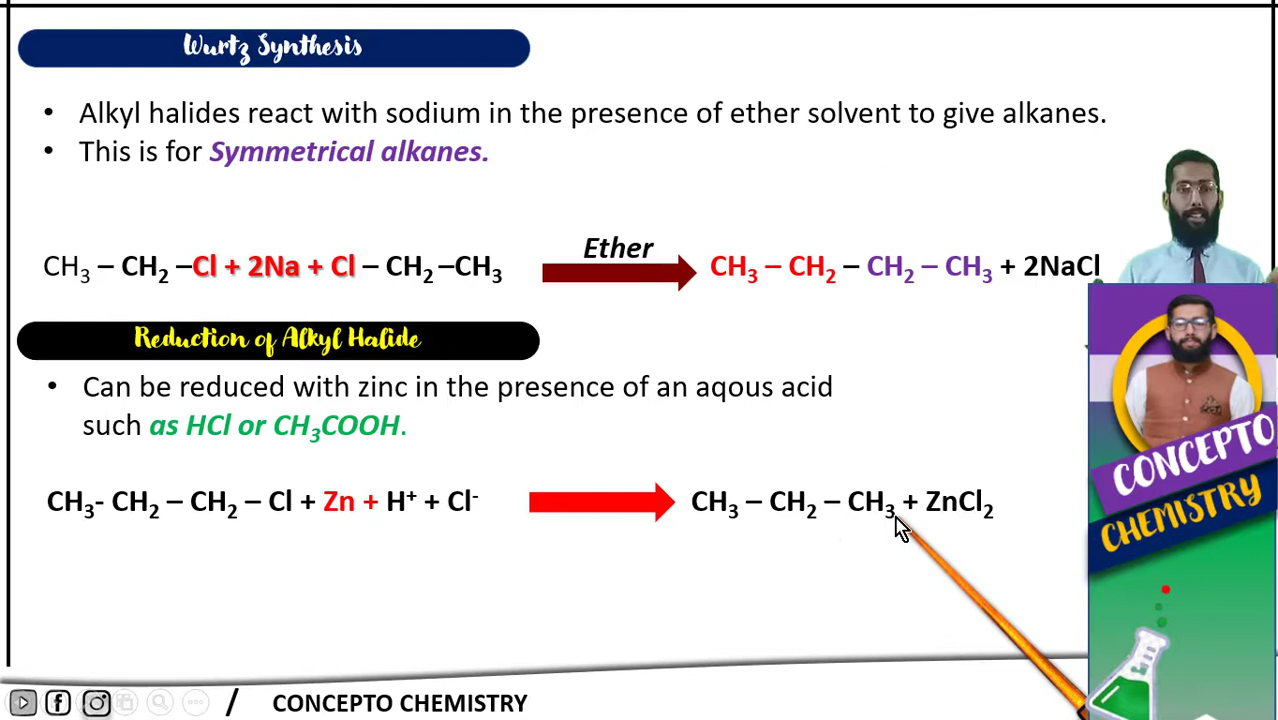 Wurtz Synthesis
• Alkyl halides react with sodium in the presence of ether solvent to give alkanes.
• This is for Symmetrical alkanes.
Ether
CH₃ – CH₂ –Cl + 2Na + Cl – CH₂ –CH₃ CH₃ – CH₂ – CH₂ – CH₃ + 2NaCl
Reduction of Alkyl Halide
• Can be reduced with zinc in the presence of an aqous acid
such as HCl or CH₃COOH.
CH₃- CH₂ – CH₂ – Cl + Zn + H⁺ + Cl⁻ CH₃ – CH₂ – CH₃ + ZnCl₂
CONCEPTO
CHEMISTRY
/ CONCEPTO CHEMISTRY